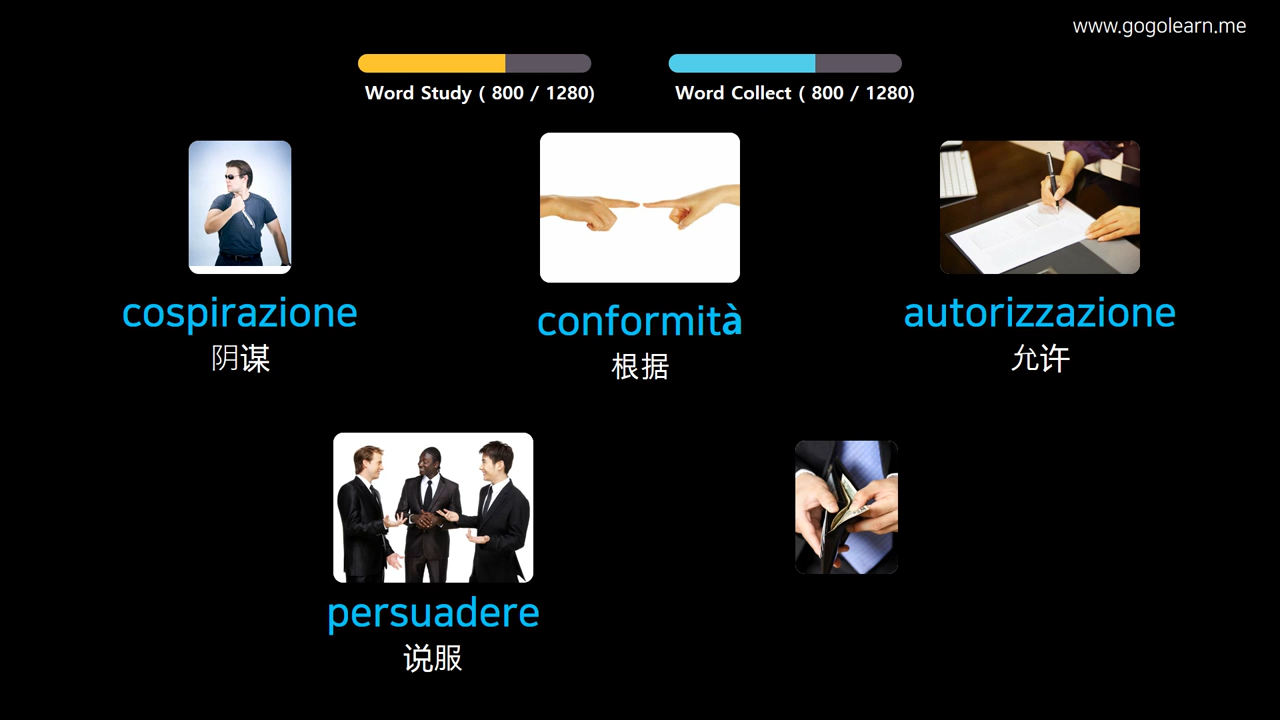 www.gogolearn.me
Word Study ( 800 / 1280)
Word Collect ( 800 / 1280)
cospirazione
阴谋
conformità
根据
autorizzazione
允许
persuadere
说服